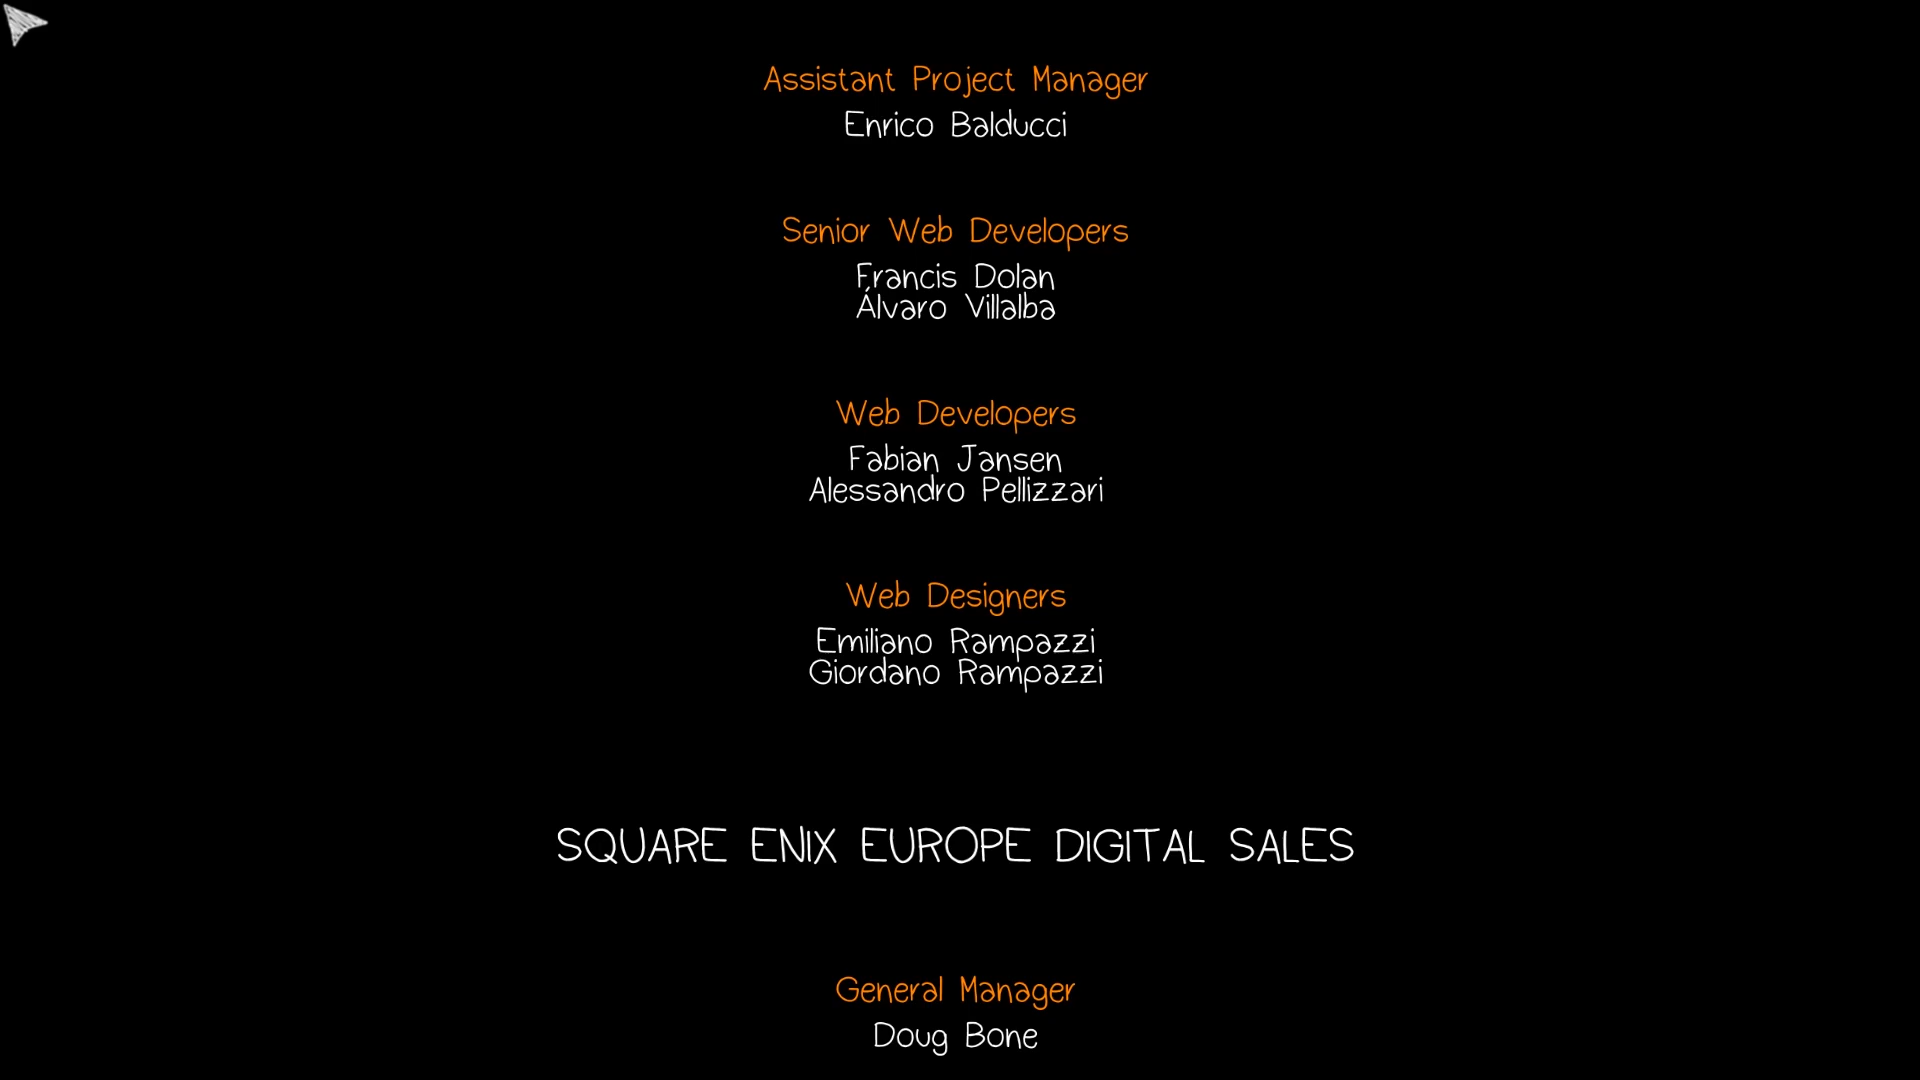 Assistant Project Manager
Enrico Balducci
Senior Web Developers
Francis Dolan
Álvaro Villalba
Web Developers
Fabian Jansen
Alessandro Pellizzari
Web Designers
Emiliano Rampazzi
Giordano Rampazzi
SQUARE ENIX EUROPE DIGITAL SALES
General Manager
Doug Bone